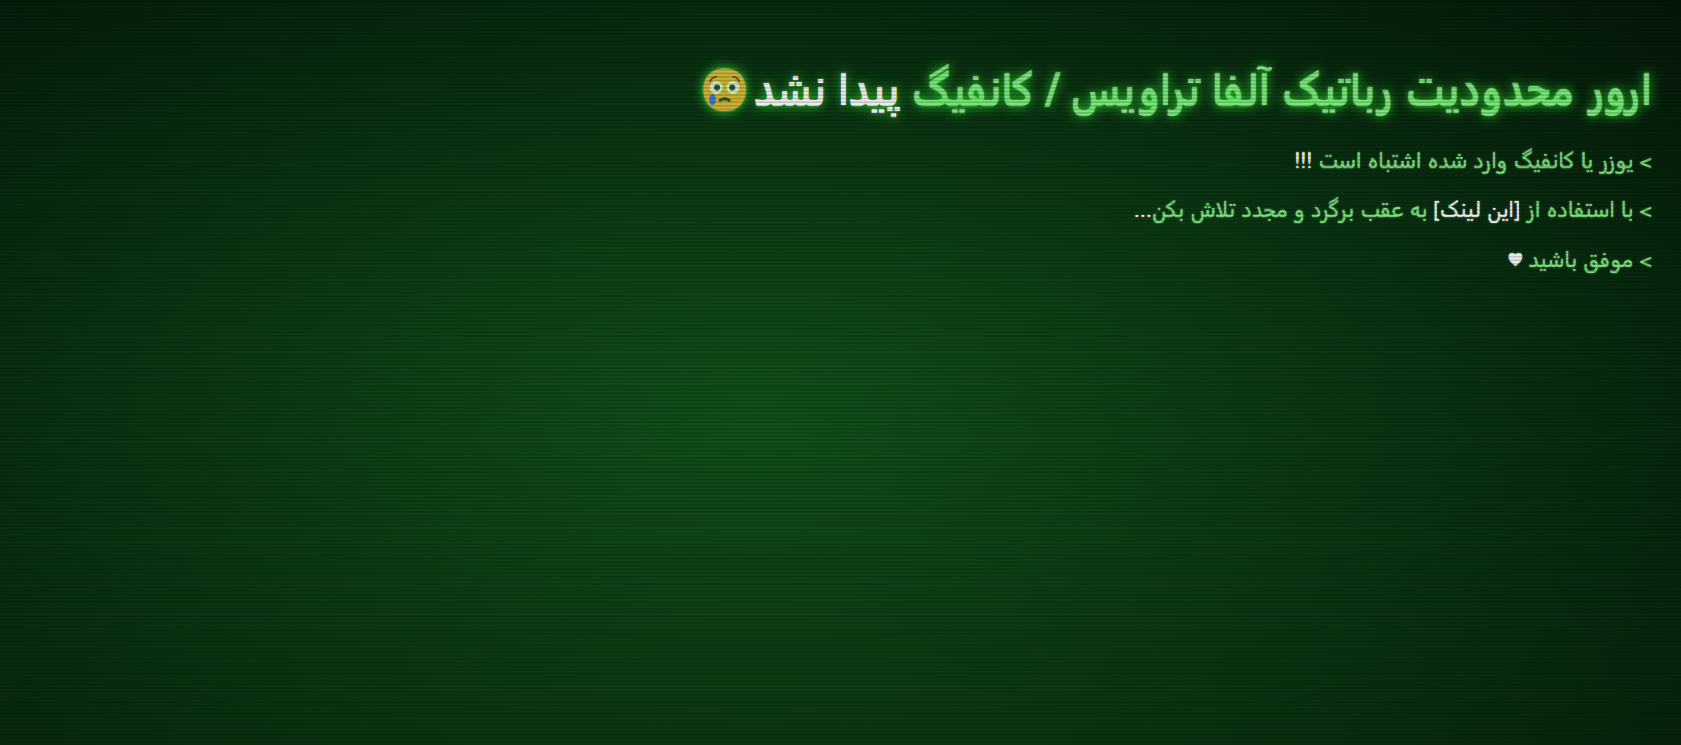 ارور محدودیت رباتیک آلفا تراویس / کانفیگ پیدا نشد 😢
> یوزر یا کانفیگ وارد شده اشتباه است !!!
> با استفاده از [این لینک] به عقب برگرد و مجدد تلاش بکن...
> موفق باشید ♥